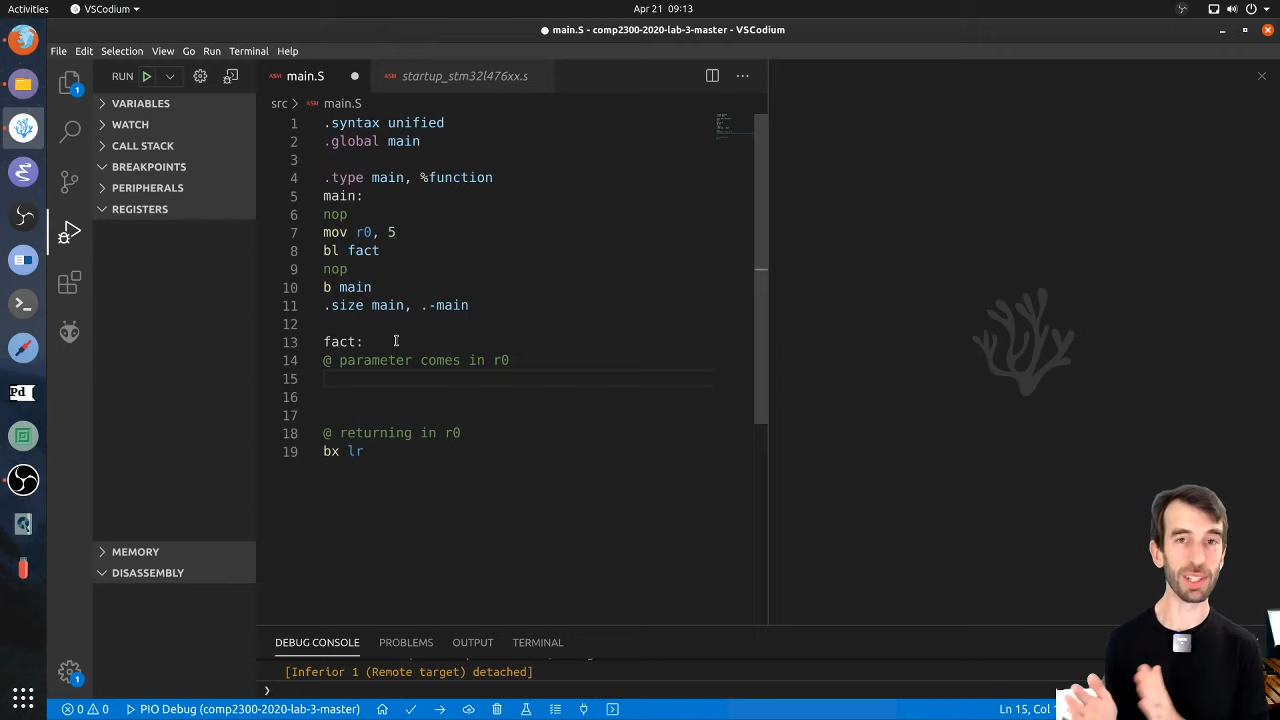 Activities
VSCodium
Apr 21 09:13
main.S - comp2300-2020-lab-3-master - VSCodium
File Edit Selection View Go Run Terminal Help
RUN
main.S
startup_stm32l476xx.s
src > main.S
VARIABLES
WATCH
CALL STACK
BREAKPOINTS
PERIPHERALS
REGISTERS
MEMORY
DISASSEMBLY
1 .syntax unified
2 .global main
3
4 .type main, %function
5 main:
6 nop
7 mov r0, 5
8 bl fact
9 nop
10 b main
11 .size main, .-main
12
13 fact:
14 @ parameter comes in r0
15
16
17
18 @ returning in r0
19 bx lr
DEBUG CONSOLE PROBLEMS OUTPUT TERMINAL
[Inferior 1 (Remote target) detached]
Pd
1
1
0 0 PIO Debug (comp2300-2020-lab-3-master)
Ln 15, Col